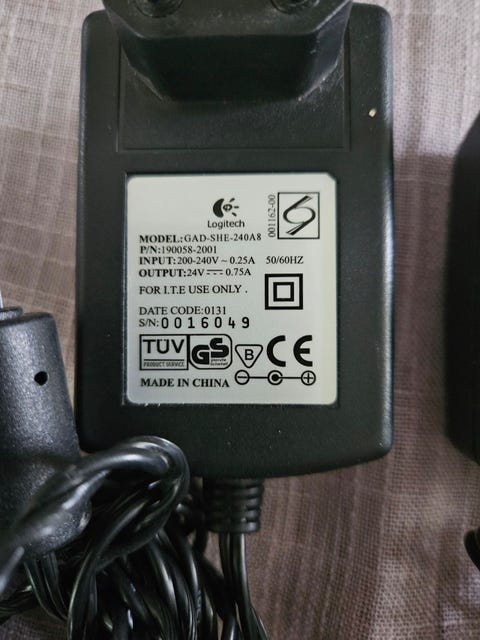 Logitech
001162-00
MODEL:GAD-SHE-240A8
P/N:190058-2001
INPUT:200-240V ~ 0.25A 50/60HZ
OUTPUT:24V ⎓ 0.75A
FOR I.T.E USE ONLY .
DATE CODE:0131
S/N:0016049
TUV
PRODUCT SERVICE
GS
B
CE
MADE IN CHINA